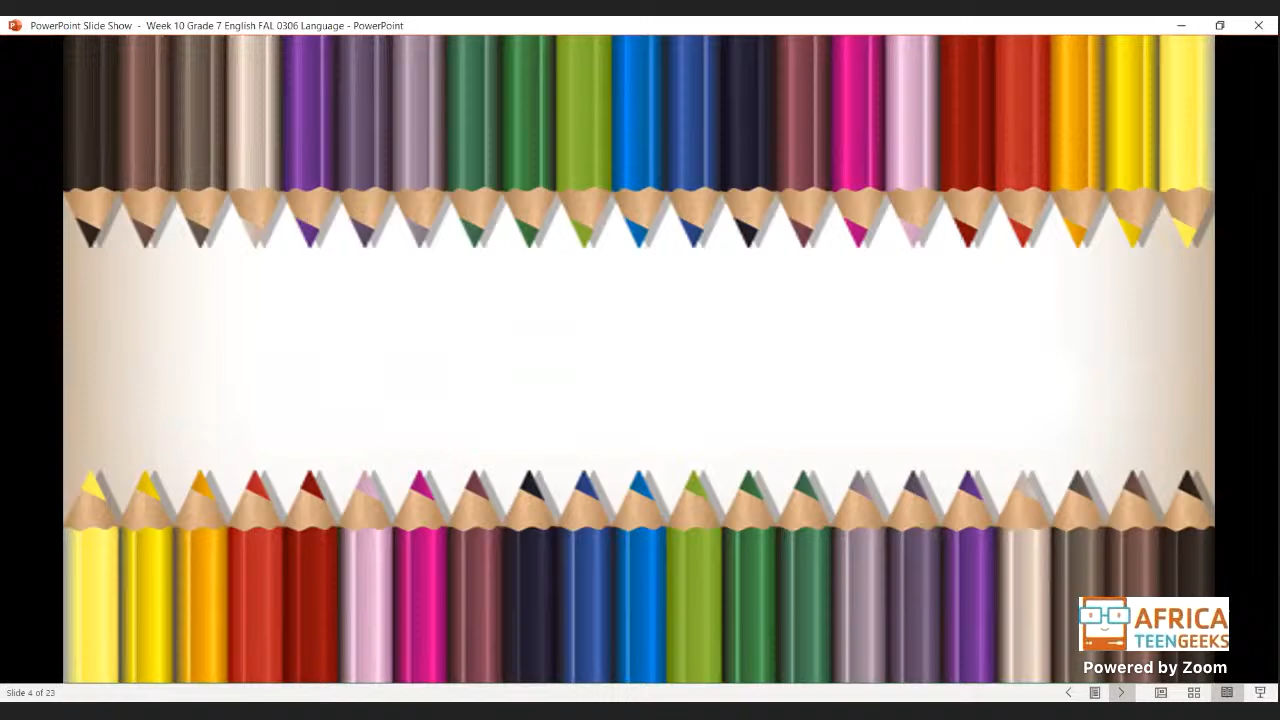 PowerPoint Slide Show - Week 10 Grade 7 English FAL 0306 Language - PowerPoint
AFRICA
TEENGEEKS
Powered by Zoom
Slide 4 of 23